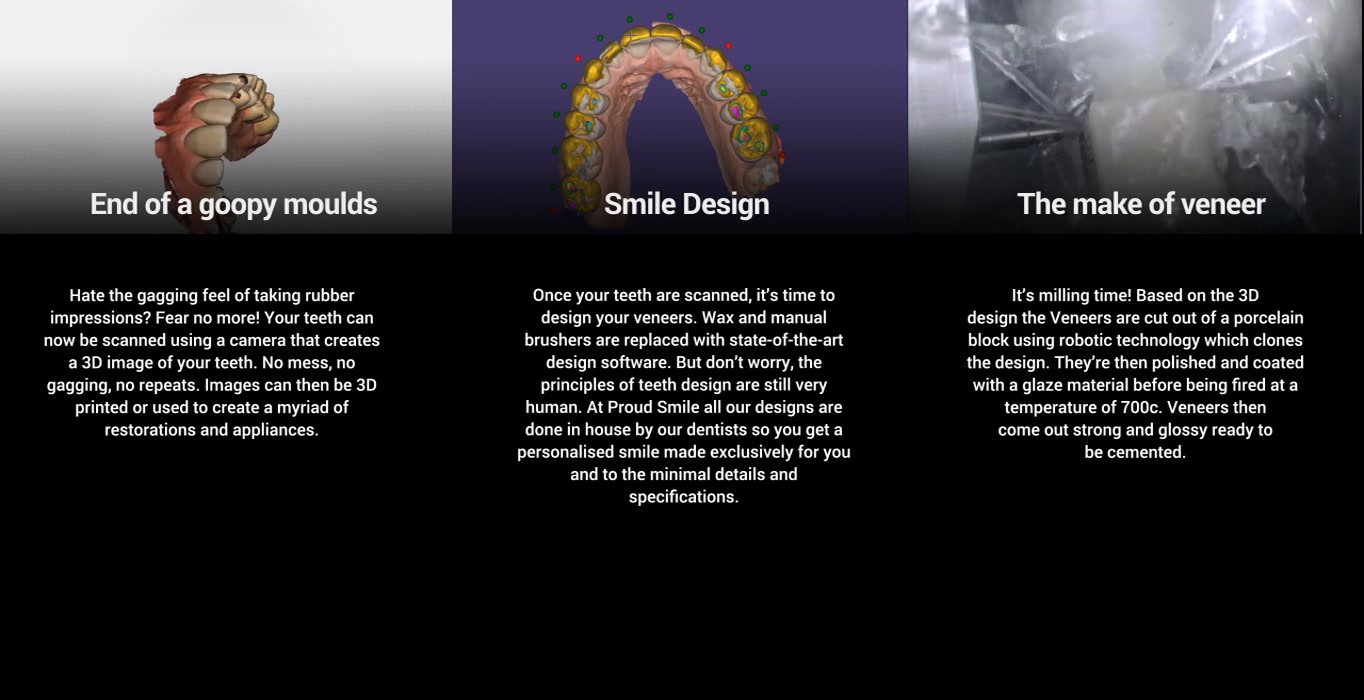 End of a goopy moulds
Hate the gagging feel of taking rubber
impressions? Fear no more! Your teeth can
now be scanned using a camera that creates
a 3D image of your teeth. No mess, no
gagging, no repeats. Images can then be 3D
printed or used to create a myriad of
restorations and appliances.
Smile Design
Once your teeth are scanned, it’s time to
design your veneers. Wax and manual
brushers are replaced with state-of-the-art
design software. But don’t worry, the
principles of teeth design are still very
human. At Proud Smile all our designs are
done in house by our dentists so you get a
personalised smile made exclusively for you
and to the minimal details and
specifications.
The make of veneer
It’s milling time! Based on the 3D
design the Veneers are cut out of a porcelain
block using robotic technology which clones
the design. They’re then polished and coated
with a glaze material before being fired at a
temperature of 700c. Veneers then
come out strong and glossy ready to
be cemented.